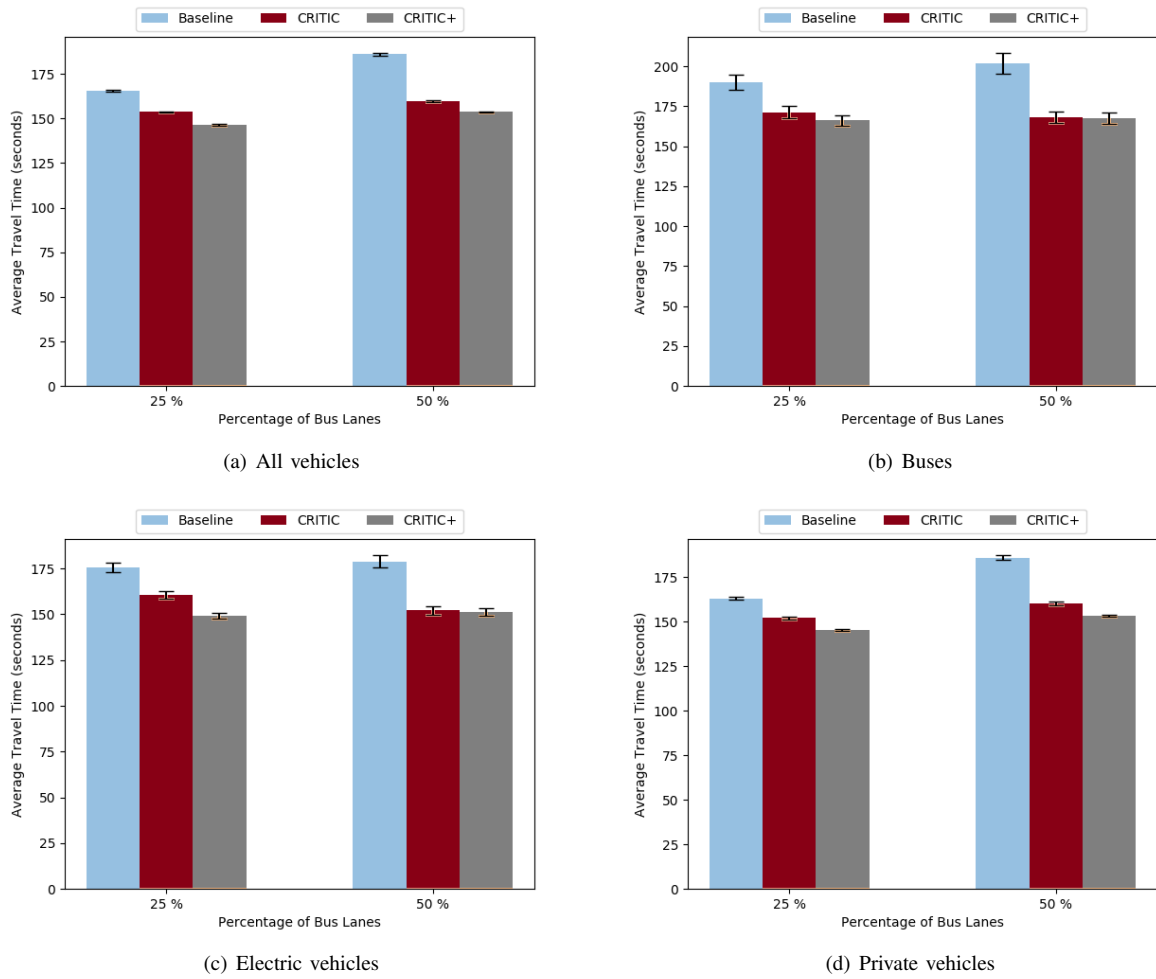 Baseline CRITIC CRITIC+
Average Travel Time (seconds)
175
150
125
100
75
50
25
0
25 % 50 %
Percentage of Bus Lanes
(a) All vehicles
Baseline CRITIC CRITIC+
Average Travel Time (seconds)
200
175
150
125
100
75
50
25
0
25 % 50 %
Percentage of Bus Lanes
(b) Buses
Baseline CRITIC CRITIC+
Average Travel Time (seconds)
175
150
125
100
75
50
25
0
25 % 50 %
Percentage of Bus Lanes
(c) Electric vehicles
Baseline CRITIC CRITIC+
Average Travel Time (seconds)
175
150
125
100
75
50
25
0
25 % 50 %
Percentage of Bus Lanes
(d) Private vehicles